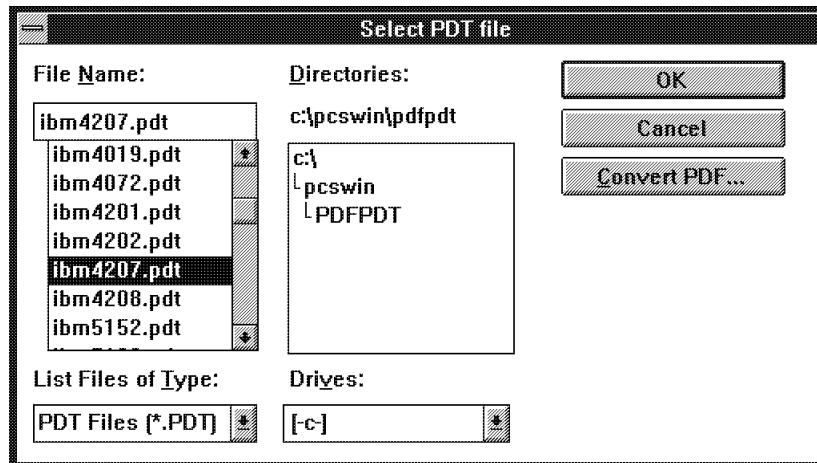 Select PDT file
File Name:
ibm4207.pdt
ibm4019.pdt
ibm4072.pdt
ibm4201.pdt
ibm4202.pdt
ibm4207.pdt
ibm4208.pdt
ibm5152.pdt
List Files of Type:
PDT Files (*.PDT)
Directories:
c:\pcswin\pdfpdt
c:\
pcswin
PDFPDT
Drives:
[-c-]
OK
Cancel
Convert PDF...